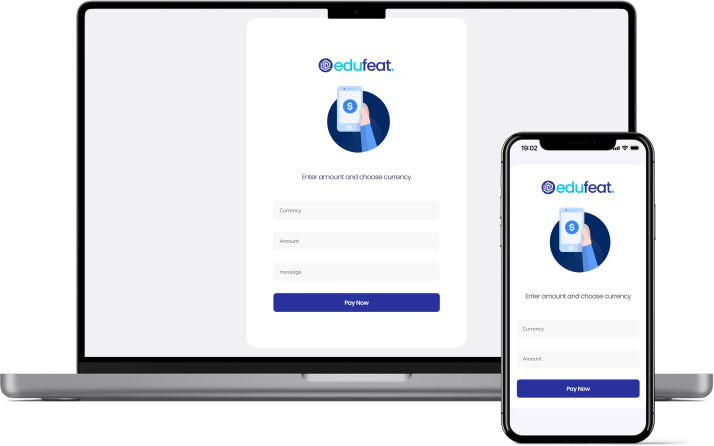 edufeat.
$
Enter amount and choose currency
Currency
Amount
message
Pay Now
19:02
edufeat.
$
Enter amount and choose currency
Currency
Amount
Pay Now